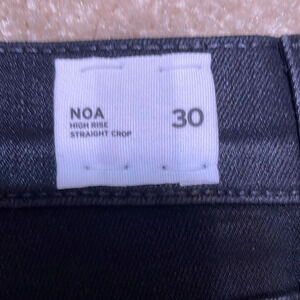 NOA
HIGH RISE
STRAIGHT CROP
30